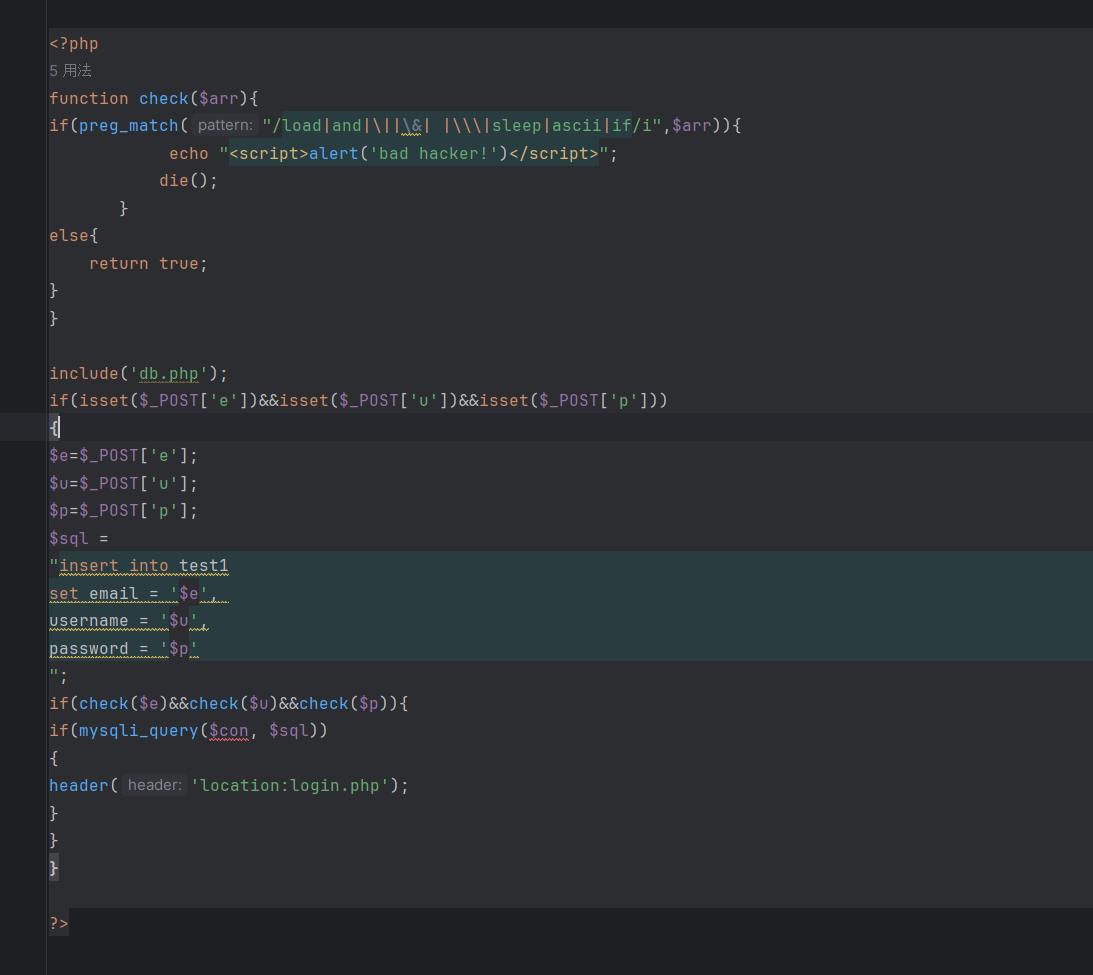 <?php
5 用法
function check($arr){
if(preg_match( pattern: "/load|and|\||\&| |\\\|sleep|ascii|if/i",$arr)){
            echo "<script>alert('bad hacker!')</script>";
           die();
       }
else{
    return true;
}
}
include('db.php');
if(isset($_POST['e'])&&isset($_POST['u'])&&isset($_POST['p']))
{
$e=$_POST['e'];
$u=$_POST['u'];
$p=$_POST['p'];
$sql =
"insert into test1
set email = '$e',
username = '$u',
password = '$p'
";
if(check($e)&&check($u)&&check($p)){
if(mysqli_query($con, $sql))
{
header( header: 'location:login.php');
}
}
}
?>